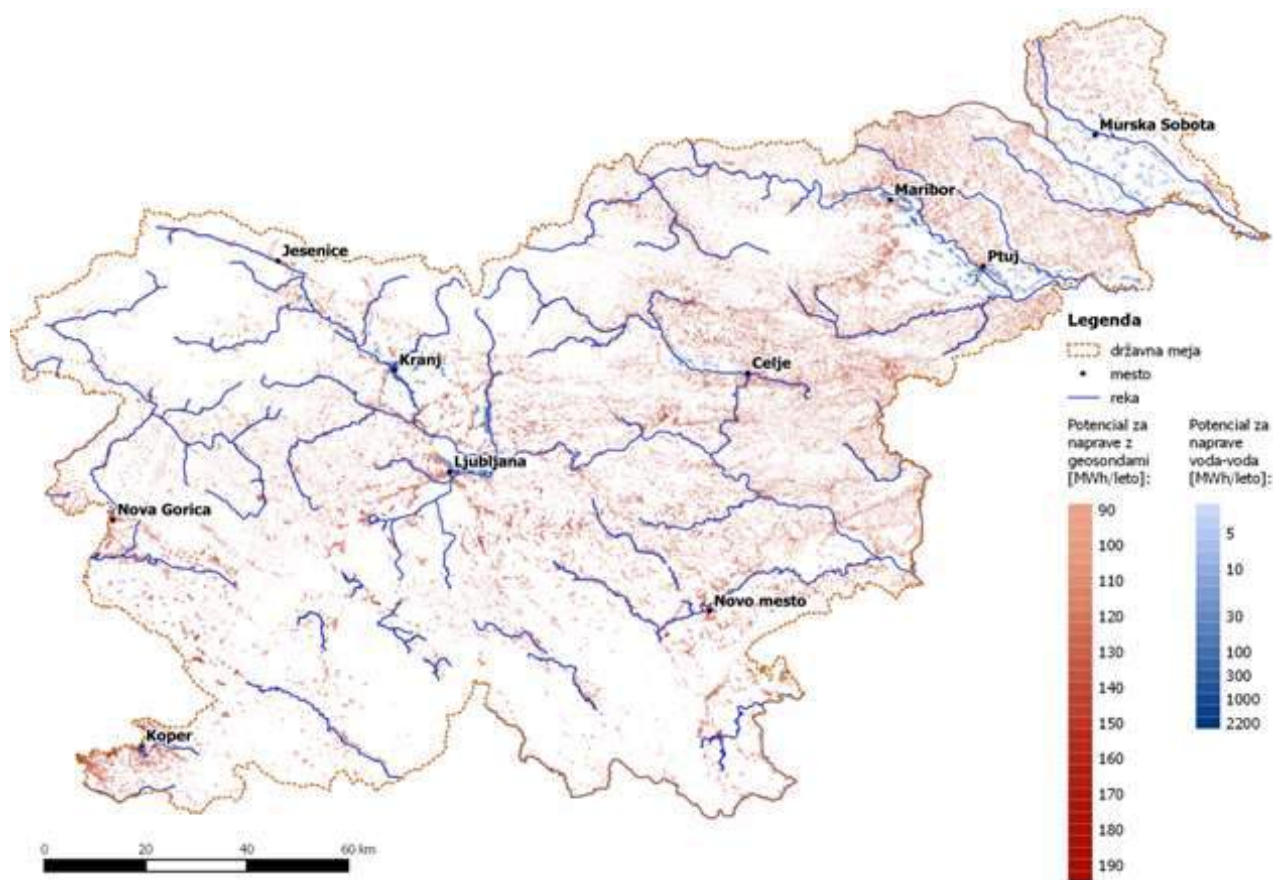 Murska Sobota
Maribor
Jesenice
Ptuj
Kranj
Celje
Ljubljana
Nova Gorica
Novo mesto
Koper
Legenda
državna meja
mesto
reka
Potencial za
naprave z
geosondami
[MWh/leto]:
90
100
110
120
130
140
150
160
170
180
190
Potencial za
naprave
voda-voda
[MWh/leto]:
5
10
30
100
300
1000
2200
0 20 40 60 km